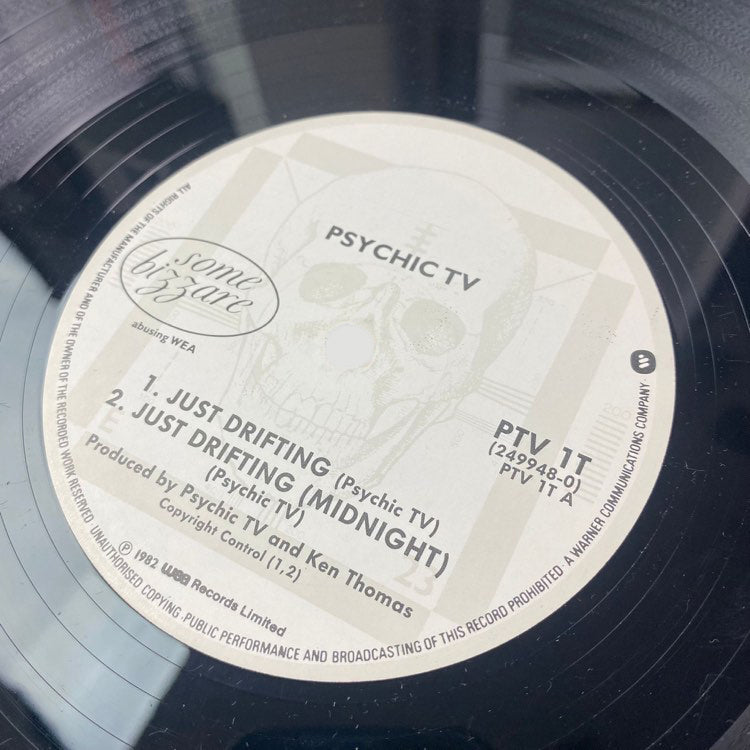 PSYCHIC TV
some
bizzare
abusing WEA
1. JUST DRIFTING (Psychic TV)
2. JUST DRIFTING (MIDNIGHT)
(Psychic TV)
Produced by Psychic TV and Ken Thomas
Copyright Control (1,2)
PTV 1T
(249948-0)
PTV 1T A
E
23
℗ 1982 wea Records Limited
ALL RIGHTS OF THE MANUFACTURER AND OF THE OWNER OF THE RECORDED WORK RESERVED. UNAUTHORISED COPYING, PUBLIC PERFORMANCE AND BROADCASTING OF THIS RECORD PROHIBITED. A WARNER COMMUNICATIONS COMPANY.